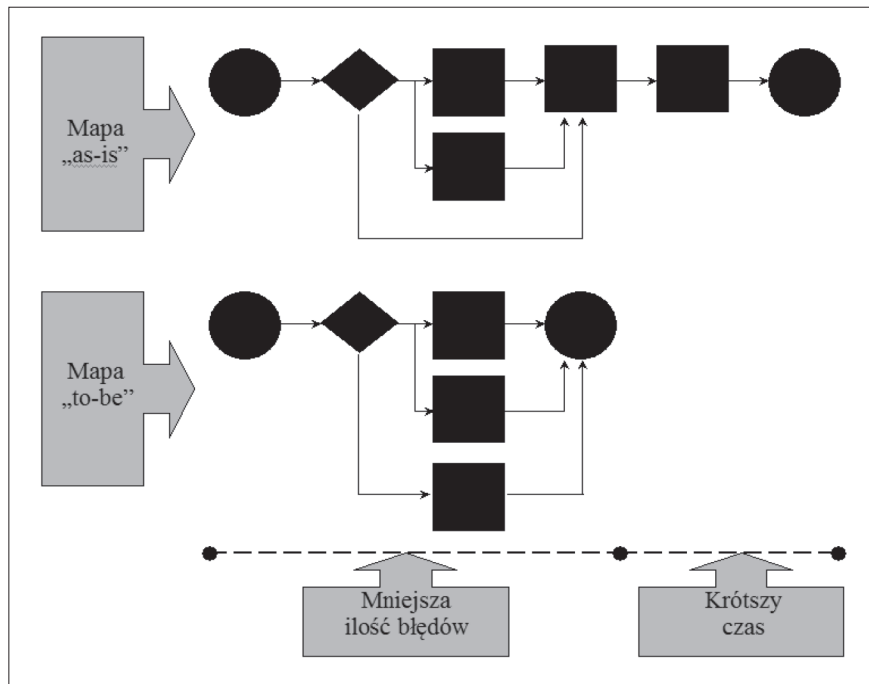 Mapa
„as-is”
Mapa
„to-be”
Mniejsza
ilość błędów
Krótszy
czas